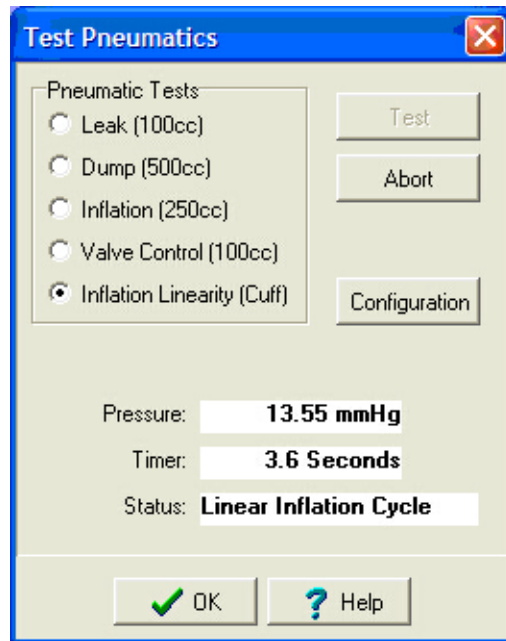 Test Pneumatics
Pneumatic Tests
Leak (100cc)
Dump (500cc)
Inflation (250cc)
Valve Control (100cc)
Inflation Linearity (Cuff)
Test
Abort
Configuration
Pressure: 13.55 mmHg
Timer: 3.6 Seconds
Status: Linear Inflation Cycle
OK
? Help